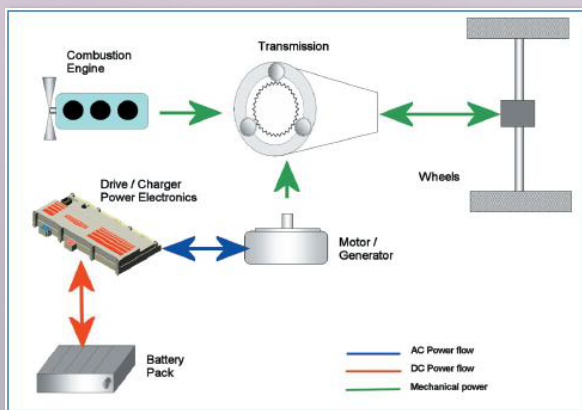 Combustion
Engine
Transmission
Wheels
Drive / Charger
Power Electronics
Motor /
Generator
Battery
Pack
AC Power flow
DC Power flow
Mechanical power